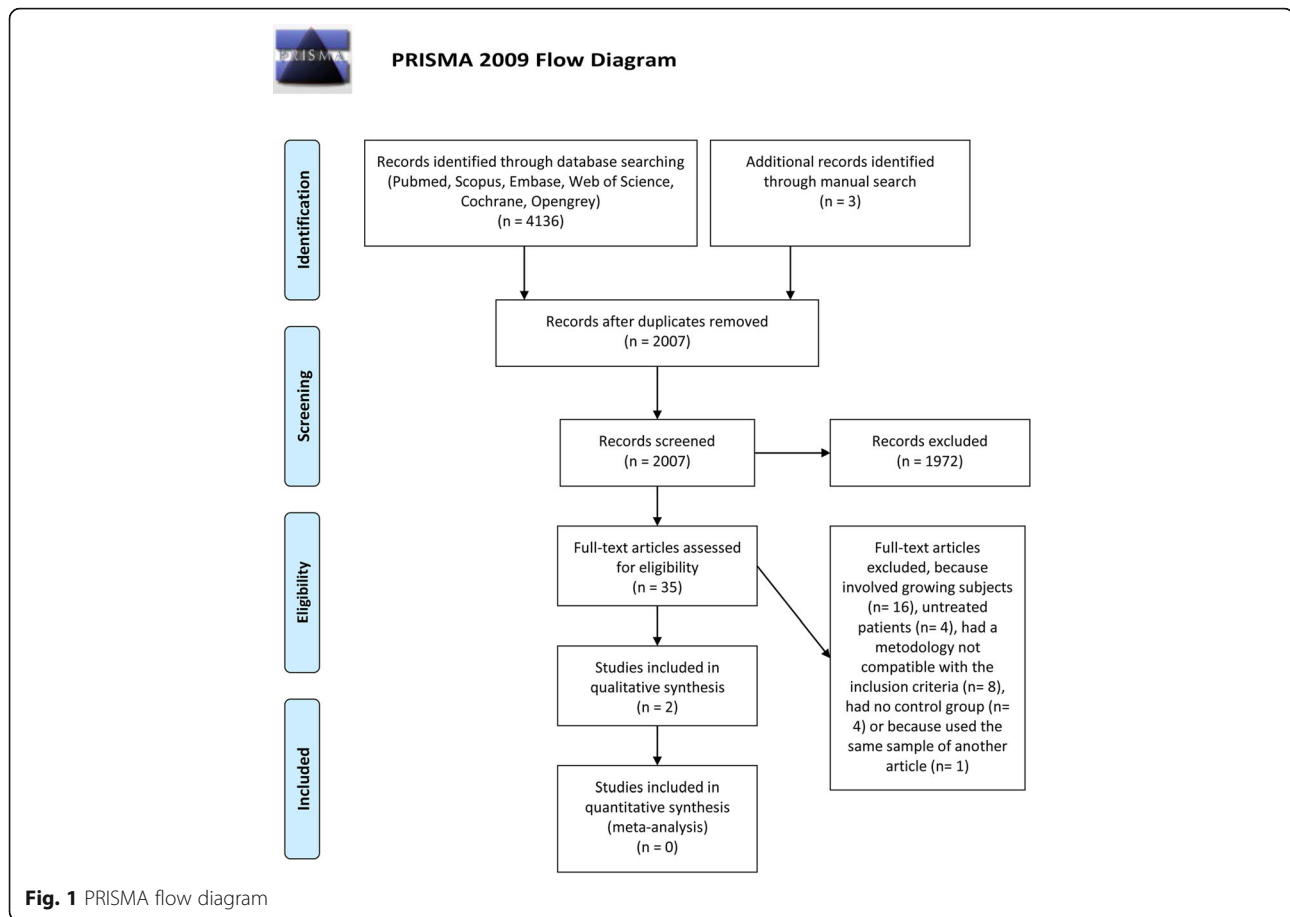 PRISMA
PRISMA 2009 Flow Diagram
Identification
Records identified through database searching
(Pubmed, Scopus, Embase, Web of Science,
Cochrane, Opengrey)
(n = 4136)
Additional records identified
through manual search
(n = 3)
Records after duplicates removed
(n = 2007)
Screening
Records screened
(n = 2007)
Records excluded
(n = 1972)
Eligibility
Full-text articles assessed
for eligibility
(n = 35)
Full-text articles
excluded, because
involved growing subjects
(n= 16), untreated
patients (n= 4), had a
metodology not
compatible with the
inclusion criteria (n= 8),
had no control group (n=
4) or because used the
same sample of another
article (n= 1)
Studies included in
qualitative synthesis
(n = 2)
Included
Studies included in
quantitative synthesis
(meta-analysis)
(n = 0)
Fig. 1 PRISMA flow diagram